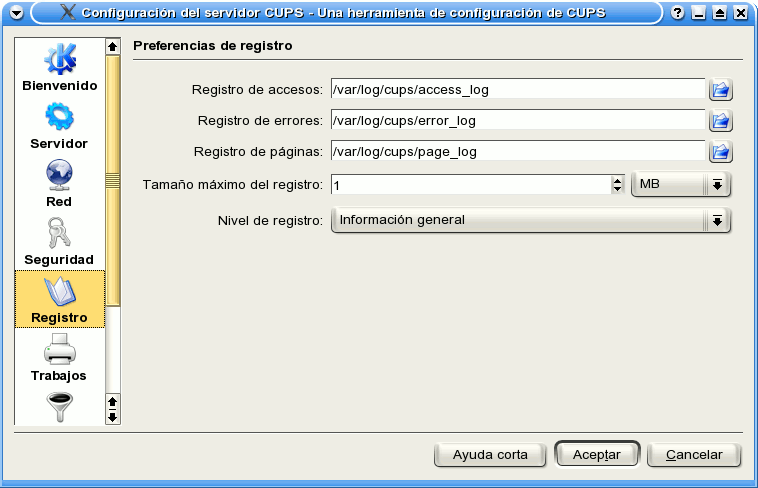 Configuración del servidor CUPS - Una herramienta de configuración de CUPS
Bienvenido
Servidor
Red
Seguridad
Registro
Trabajos
Preferencias de registro
Registro de accesos: /var/log/cups/access_log
Registro de errores: /var/log/cups/error_log
Registro de páginas: /var/log/cups/page_log
Tamaño máximo del registro: 1 MB
Nivel de registro: Información general
Ayuda corta Aceptar Cancelar